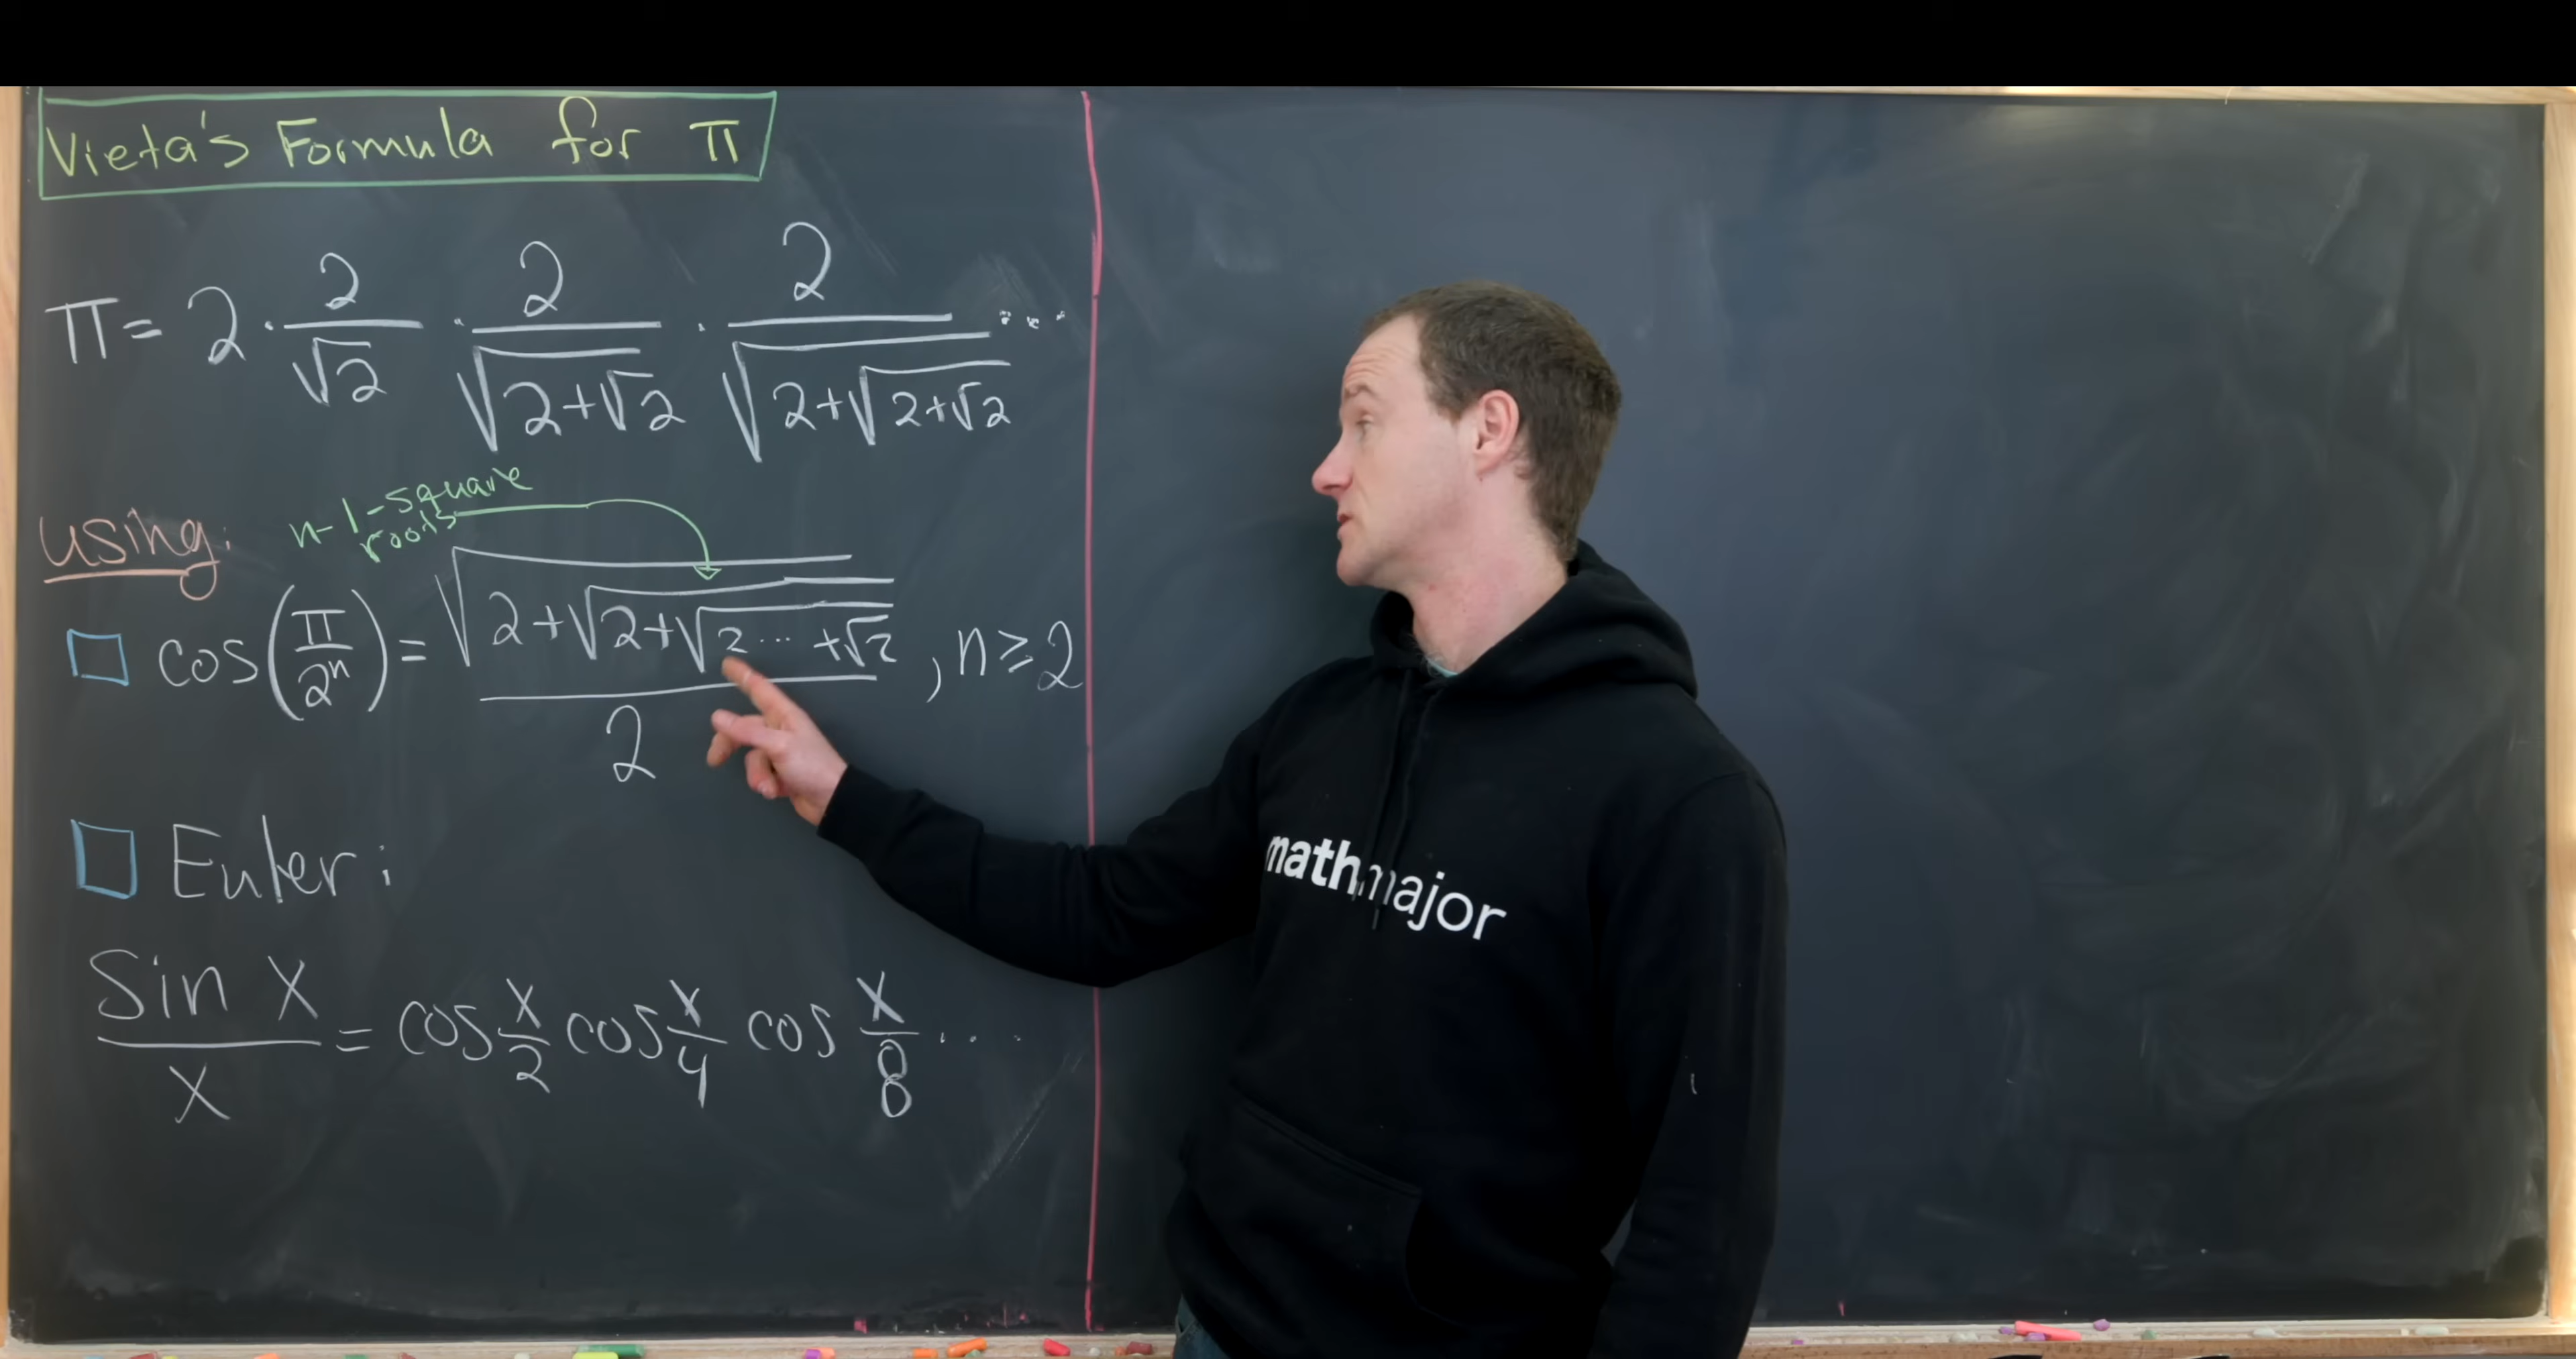 Vieta's Formula for π
π = 2 · 2/√2 · 2/√(2+√2) · 2/√(2+√(2+√2)) ...
n-1-square
roots
using:
cos(π/2ⁿ) = √(2+√(2+√(2 ... +√2)))/2 , n ≥ 2
Euler:
Sin x/x = cos x/2 cos x/4 cos x/8 ...
math major